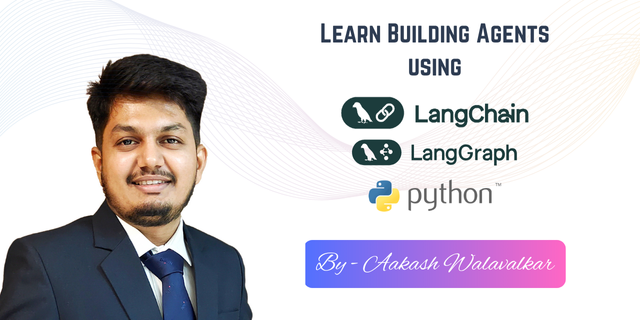 Learn Building Agents
using
LangChain
LangGraph
python™
By - Aakash Walavalkar